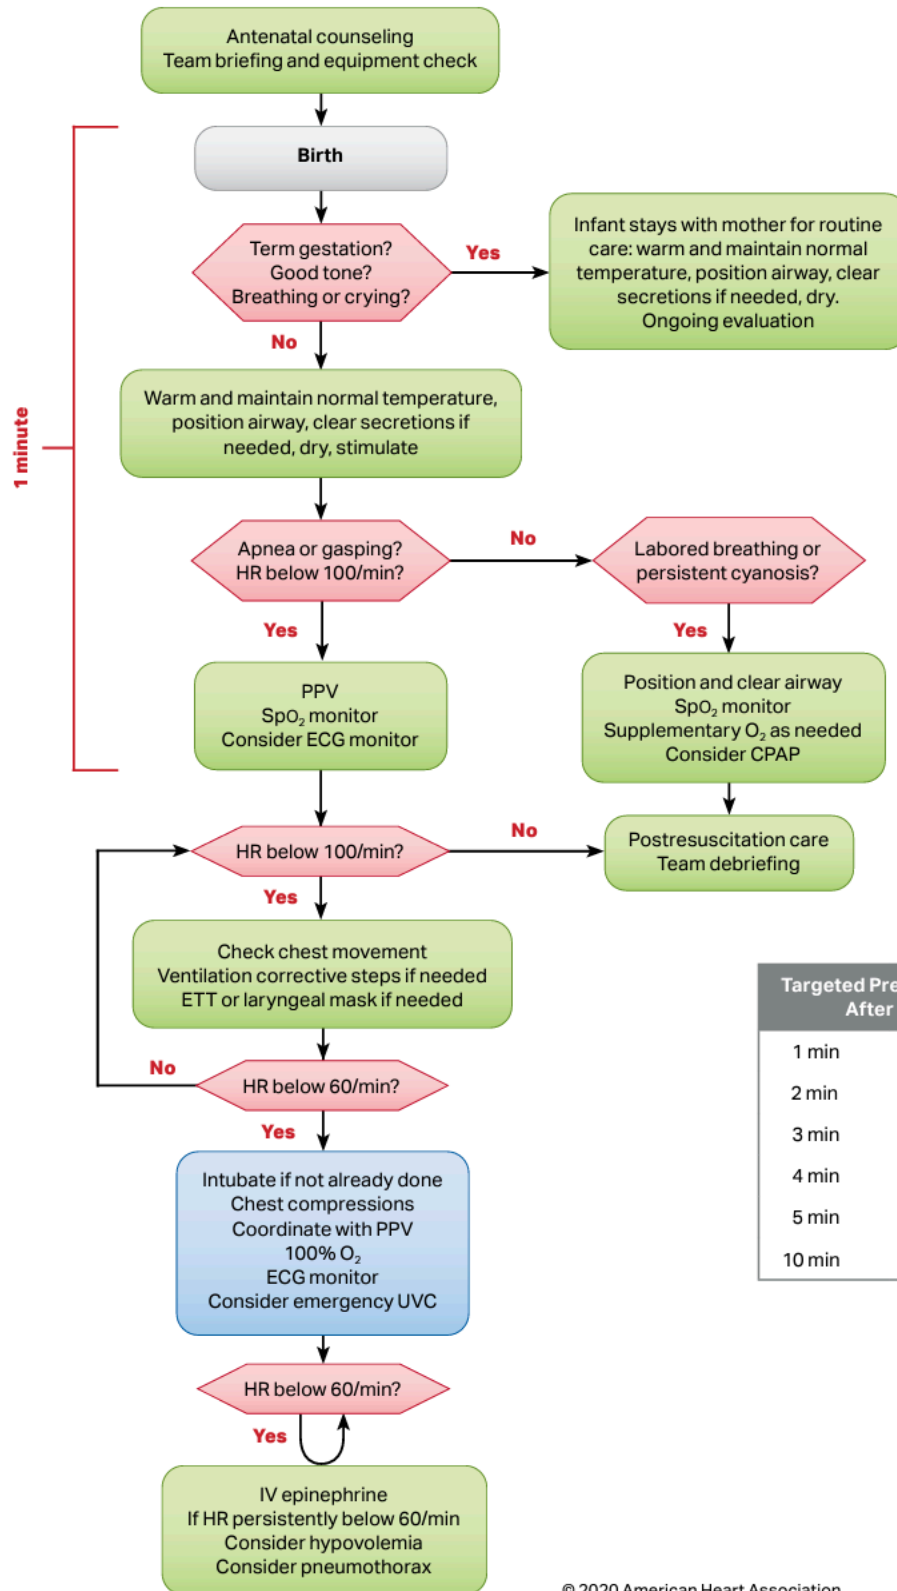 Antenatal counseling
Team briefing and equipment check
Birth
Term gestation?
Good tone?
Breathing or crying?
Yes
Infant stays with mother for routine
care: warm and maintain normal
temperature, position airway, clear
secretions if needed, dry.
Ongoing evaluation
No
Warm and maintain normal temperature,
position airway, clear secretions if
needed, dry, stimulate
1 minute
Apnea or gasping?
HR below 100/min?
No
Labored breathing or
persistent cyanosis?
Yes
Yes
PPV
SpO₂ monitor
Consider ECG monitor
Position and clear airway
SpO₂ monitor
Supplementary O₂ as needed
Consider CPAP
HR below 100/min?
No
Postresuscitation care
Team debriefing
Yes
Check chest movement
Ventilation corrective steps if needed
ETT or laryngeal mask if needed
Targeted Pre
After
1 min
2 min
3 min
4 min
5 min
10 min
No
HR below 60/min?
Yes
Intubate if not already done
Chest compressions
Coordinate with PPV
100% O₂
ECG monitor
Consider emergency UVC
HR below 60/min?
Yes
IV epinephrine
If HR persistently below 60/min
Consider hypovolemia
Consider pneumothorax
© 2020 American Heart Association